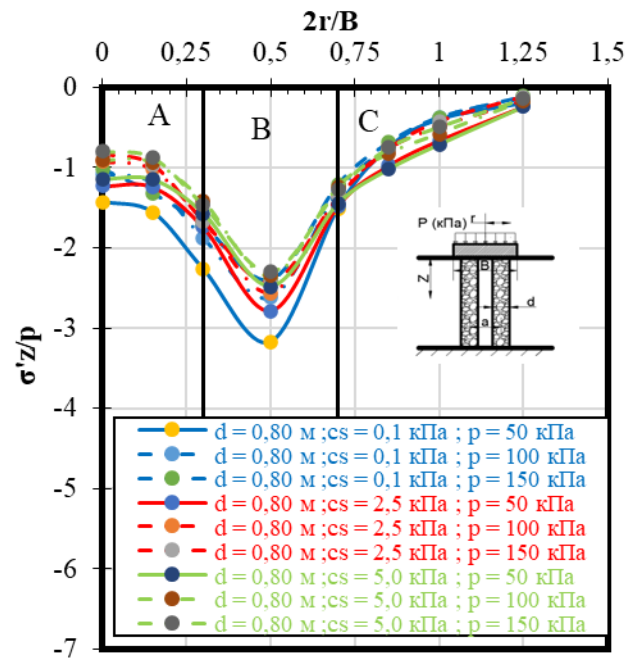 2r/B
0 0,25 0,5 0,75 1 1,25 1,5
0
-1
-2
-3
-4
-5
-6
-7
σ'z/p
A B C
P (кПа) r
B
Z
d
a
d = 0,80 м ;cs = 0,1 кПа ; p = 50 кПа
d = 0,80 м ;cs = 0,1 кПа ; p = 100 кПа
d = 0,80 м ;cs = 0,1 кПа ; p = 150 кПа
d = 0,80 м ;cs = 2,5 кПа ; p = 50 кПа
d = 0,80 м ;cs = 2,5 кПа ; p = 100 кПа
d = 0,80 м ;cs = 2,5 кПа ; p = 150 кПа
d = 0,80 м ;cs = 5,0 кПа ; p = 50 кПа
d = 0,80 м ;cs = 5,0 кПа ; p = 100 кПа
d = 0,80 м ;cs = 5,0 кПа ; p = 150 кПа